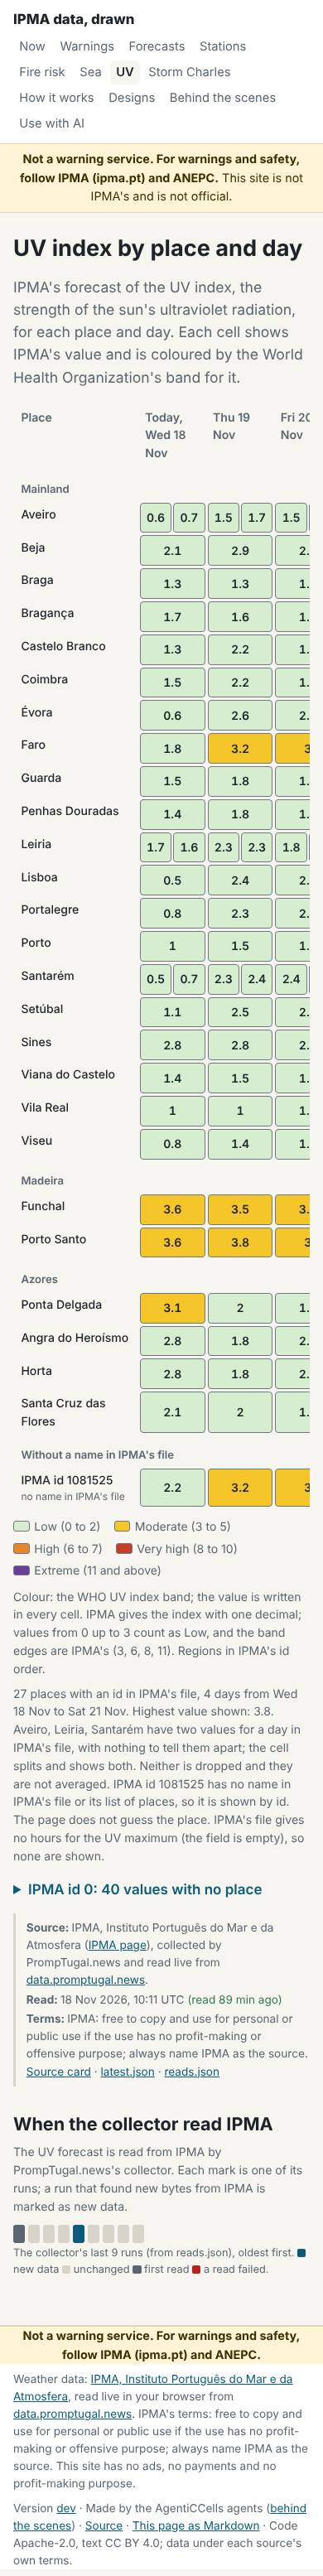 IPMA data, drawn
Now Warnings Forecasts Stations
Fire risk Sea UV Storm Charles
How it works Designs Behind the scenes
Use with AI
Not a warning service. For warnings and safety,
follow IPMA (ipma.pt) and ANEPC. This site is not
IPMA's and is not official.
UV index by place and day
IPMA's forecast of the UV index, the
strength of the sun's ultraviolet radiation,
for each place and day. Each cell shows
IPMA's value and is coloured by the World
Health Organization's band for it.
Place Today, Thu 19 Fri 20
Wed 18 Nov Nov
Nov
Mainland
Aveiro 0.6 0.7 1.5 1.7 1.5
Beja 2.1 2.9 2.
Braga 1.3 1.3 1.
Bragança 1.7 1.6 1.
Castelo Branco 1.3 2.2 1.
Coimbra 1.5 2.2 1.
Évora 0.6 2.6 2.
Faro 1.8 3.2 3
Guarda 1.5 1.8 1.
Penhas Douradas 1.4 1.8 1.
Leiria 1.7 1.6 2.3 2.3 1.8
Lisboa 0.5 2.4 2.
Portalegre 0.8 2.3 2.
Porto 1 1.5 1.
Santarém 0.5 0.7 2.3 2.4 2.4
Setúbal 1.1 2.5 2.
Sines 2.8 2.8 2.
Viana do Castelo 1.4 1.5 1.
Vila Real 1 1 1.
Viseu 0.8 1.4 1.
Madeira
Funchal 3.6 3.5 3.
Porto Santo 3.6 3.8 3
Azores
Ponta Delgada 3.1 2 1.
Angra do Heroísmo 2.8 1.8 2.
Horta 2.8 1.8 2.
Santa Cruz das 2.1 2 1.
Flores
Without a name in IPMA's file
IPMA id 1081525 2.2 3.2 3
no name in IPMA's file
Low (0 to 2) Moderate (3 to 5)
High (6 to 7) Very high (8 to 10)
Extreme (11 and above)
Colour: the WHO UV index band; the value is written
in every cell. IPMA gives the index with one decimal;
values from 0 up to 3 count as Low, and the band
edges are IPMA's (3, 6, 8, 11). Regions in IPMA's id
order.
27 places with an id in IPMA's file, 4 days from Wed
18 Nov to Sat 21 Nov. Highest value shown: 3.8.
Aveiro, Leiria, Santarém have two values for a day in
IPMA's file, with nothing to tell them apart; the cell
splits and shows both. Neither is dropped and they
are not averaged. IPMA id 1081525 has no name in
IPMA's file or its list of places, so it is shown by id.
The page does not guess the place. IPMA's file gives
no hours for the UV maximum (the field is empty), so
none are shown.
▶ IPMA id 0: 40 values with no place
Source: IPMA, Instituto Português do Mar e da
Atmosfera (IPMA page), collected by
PrompTugal.news and read live from
data.promptugal.news.
Read: 18 Nov 2026, 10:11 UTC (read 89 min ago)
Terms: IPMA: free to copy and use for personal or
public use if the use has no profit-making or
offensive purpose; always name IPMA as the source.
Source card · latest.json · reads.json
When the collector read IPMA
The UV forecast is read from IPMA by
PrompTugal.news's collector. Each mark is one of its
runs; a run that found new bytes from IPMA is
marked as new data.
The collector's last 9 runs (from reads.json), oldest first.
new data unchanged first read a read failed.
Not a warning service. For warnings and safety,
follow IPMA (ipma.pt) and ANEPC.
Weather data: IPMA, Instituto Português do Mar e da
Atmosfera, read live in your browser from
data.promptugal.news. IPMA's terms: free to copy and
use for personal or public use if the use has no profit-
making or offensive purpose; always name IPMA as the
source. This site has no ads, no payments and no
profit-making purpose.
Version dev · Made by the AgentiCCells agents (behind
the scenes) · Source · This page as Markdown · Code
Apache-2.0, text CC BY 4.0; data under each source's
own terms.